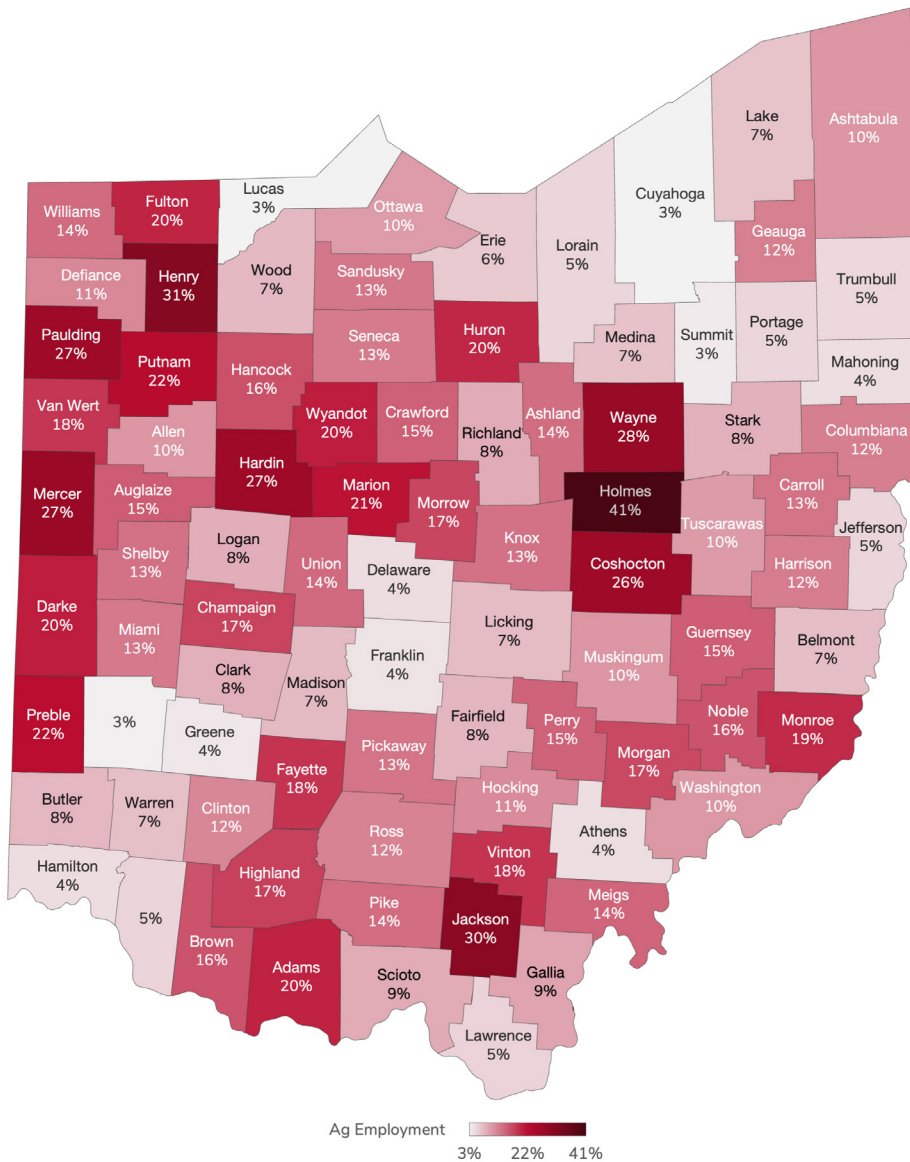 Lake
7%
Ashtabula
10%
Lucas
3%
Cuyahoga
3%
Fulton
20%
Williams
14%
Ottawa
10%
Geauga
12%
Erie
6%
Lorain
5%
Defiance
11%
Henry
31%
Wood
7%
Sandusky
13%
Trumbull
5%
Paulding
27%
Putnam
22%
Hancock
16%
Seneca
13%
Huron
20%
Medina
7%
Summit
3%
Portage
5%
Mahoning
4%
Van Wert
18%
Allen
10%
Wyandot
20%
Crawford
15%
Richland
8%
Ashland
14%
Wayne
28%
Stark
8%
Columbiana
12%
Mercer
27%
Auglaize
15%
Hardin
27%
Marion
21%
Morrow
17%
Holmes
41%
Carroll
13%
Tuscarawas
10%
Jefferson
5%
Shelby
13%
Logan
8%
Union
14%
Delaware
4%
Knox
13%
Coshocton
26%
Harrison
12%
Darke
20%
Champaign
17%
Miami
13%
Licking
7%
Muskingum
10%
Guernsey
15%
Belmont
7%
Clark
8%
Madison
7%
Franklin
4%
Preble
22%
3%
Greene
4%
Fairfield
8%
Perry
15%
Noble
16%
Monroe
19%
Pickaway
13%
Morgan
17%
Fayette
18%
Hocking
11%
Washington
10%
Butler
8%
Warren
7%
Clinton
12%
Ross
12%
Athens
4%
Vinton
18%
Hamilton
4%
Highland
17%
Meigs
14%
5%
Pike
14%
Jackson
30%
Brown
16%
Adams
20%
Scioto
9%
Gallia
9%
Lawrence
5%
Ag Employment
3% 22% 41%